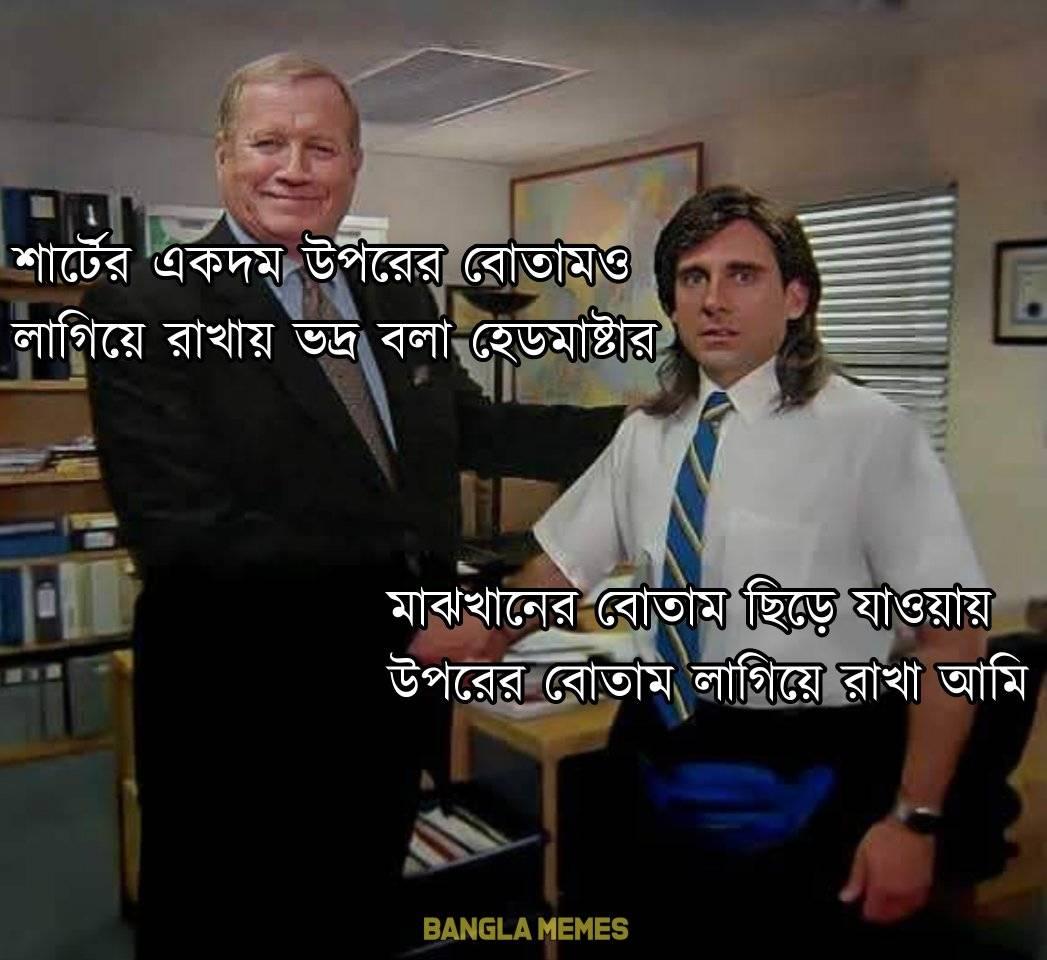 শার্টের একদম উপরের বোতামও
লাগিয়ে রাখায় ভদ্র বলা হেডমাষ্টার
মাঝখানের বোতাম ছিড়ে যাওয়ায়
উপরের বোতাম লাগিয়ে রাখা আমি
BANGLA MEMES